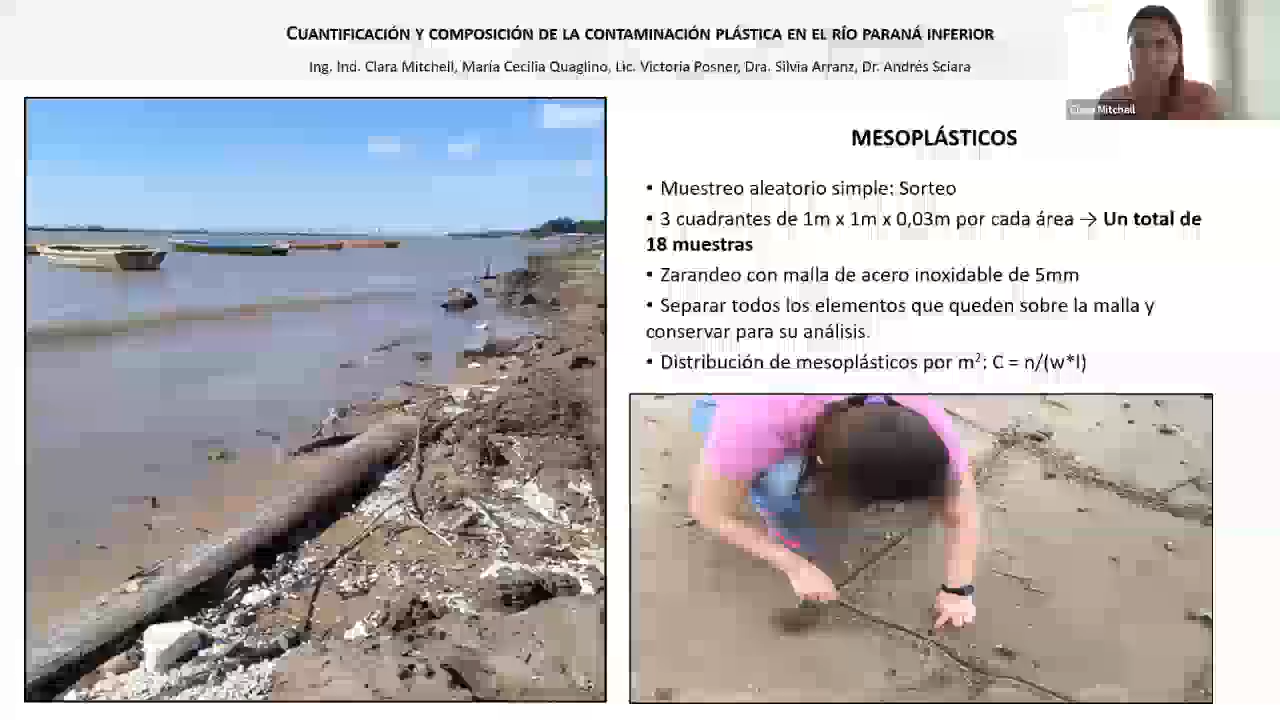 CUANTIFICACIÓN Y COMPOSICIÓN DE LA CONTAMINACIÓN PLÁSTICA EN EL RÍO PARANÁ INFERIOR
Ing. Ind. Clara Mitchell, María Cecilia Quaglino, Lic. Victoria Posner, Dra. Silvia Arranz, Dr. Andrés Sciara
Clara Mitchell
MESOPLÁSTICOS
• Muestreo aleatorio simple: Sorteo
• 3 cuadrantes de 1m x 1m x 0,03m por cada área → Un total de
18 muestras
• Zarandeo con malla de acero inoxidable de 5mm
• Separar todos los elementos que queden sobre la malla y
conservar para su análisis.
• Distribución de mesoplásticos por m²: C = n/(w*l)